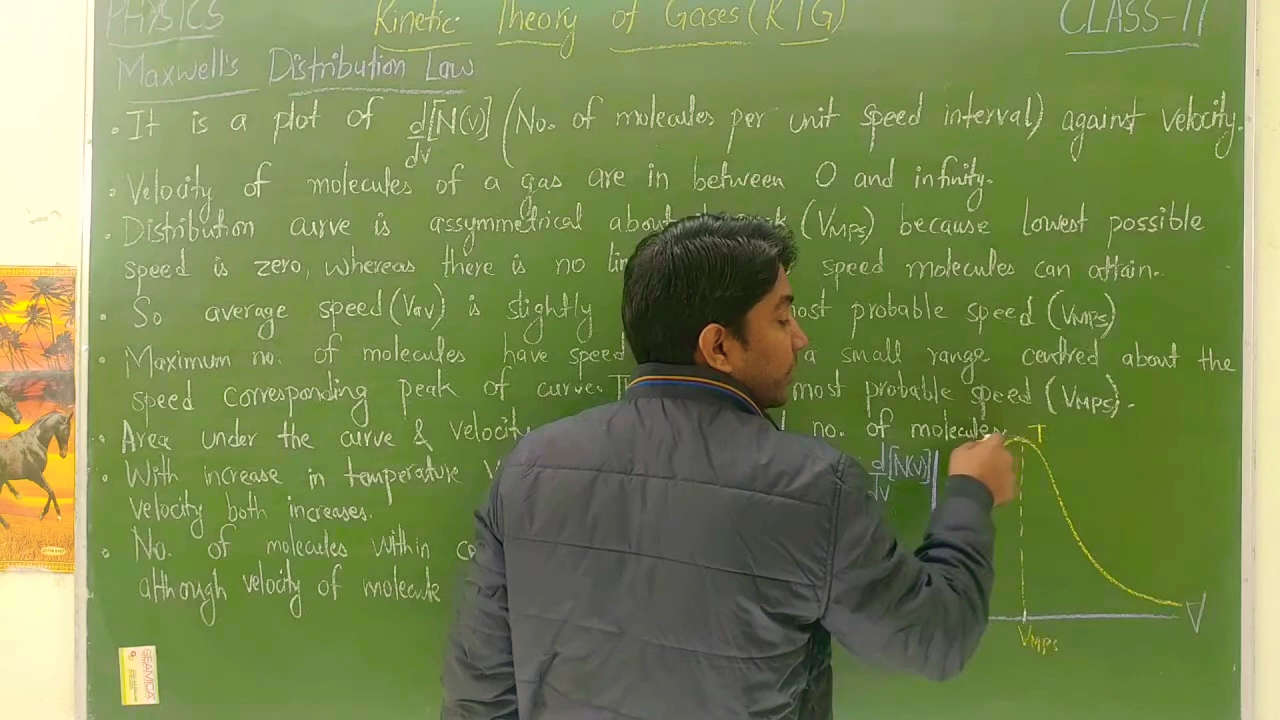 PHYSICS
Kinetic Theory of Gases (KTG)
CLASS-11
Maxwell's Distribution Law
• It is a plot of d/dv [N(v)] (No. of molecules per unit speed interval) against velocity.
• Velocity of molecules of a gas are in between 0 and infinity.
• Distribution curve is assymmetrical about (VMPS) because lowest possible
speed is zero, whereas there is no speed molecules can attain.
• So average speed (Vav) is slightly most probable speed (VMPS)
• Maximum no. of molecules have speed a small range centred about the
speed corresponding peak of curve. most probable speed (VMPS).
• Area under the curve & velocity no. of molecules
• With increase in temperature
velocity both increases.
• No. of molecules within
although velocity of molecule
d/dv [N(v)]
T
V
VMPS
GEAMICA